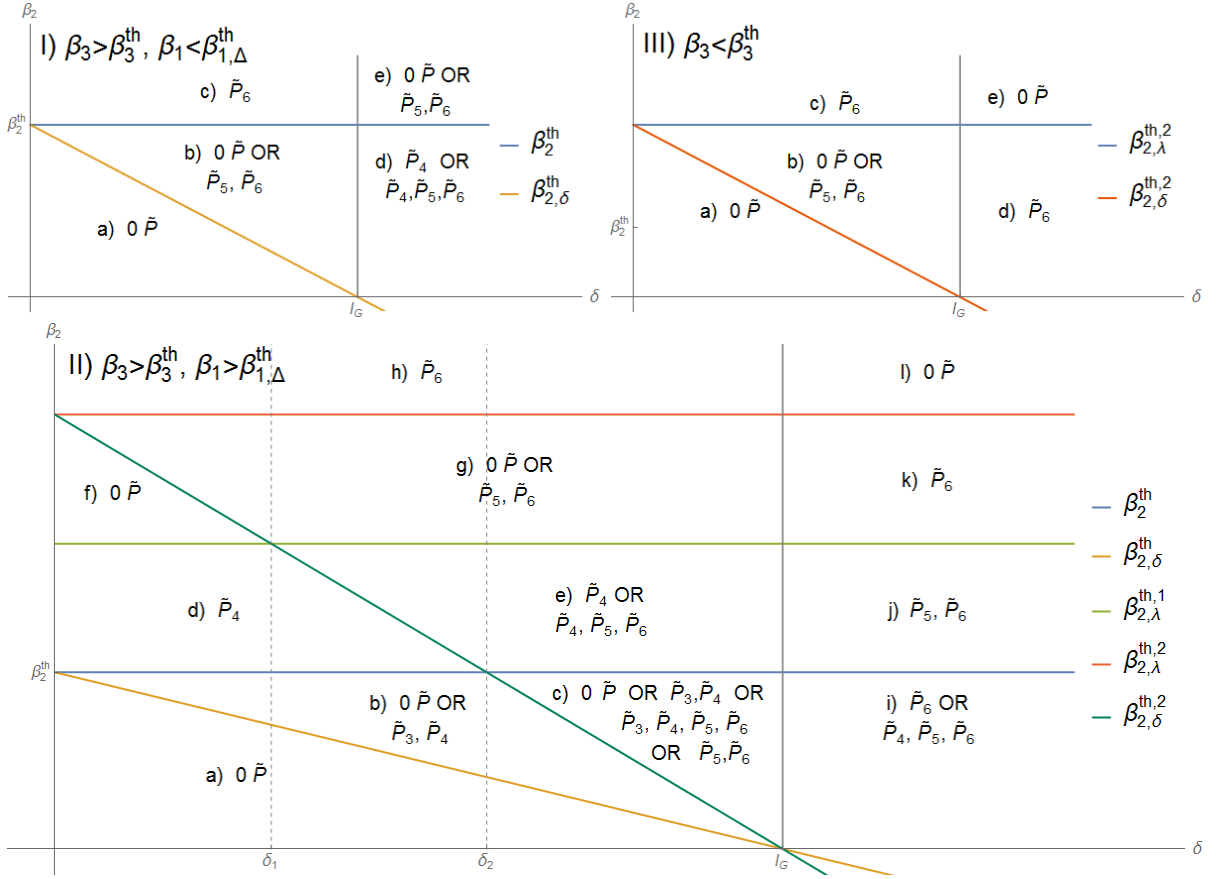 β₂
I) β₃>β₃ᵗʰ, β₁<β₁,Δᵗʰ
c) P̃₆
e) 0 P̃ OR
P̃₅,P̃₆
β₂ᵗʰ
b) 0 P̃ OR
P̃₅, P̃₆
d) P̃₄ OR
P̃₄,P̃₅,P̃₆
a) 0 P̃
β₂ᵗʰ
β₂,δᵗʰ
I_G
δ
β₂
III) β₃<β₃ᵗʰ
c) P̃₆
e) 0 P̃
b) 0 P̃ OR
P̃₅, P̃₆
a) 0 P̃
d) P̃₆
β₂ᵗʰ
β₂,λᵗʰ,²
β₂,δᵗʰ,²
I_G
δ
β₂
II) β₃>β₃ᵗʰ, β₁>β₁,Δᵗʰ
h) P̃₆
l) 0 P̃
f) 0 P̃
g) 0 P̃ OR
P̃₅, P̃₆
k) P̃₆
d) P̃₄
e) P̃₄ OR
P̃₄, P̃₅, P̃₆
j) P̃₅, P̃₆
β₂ᵗʰ
b) 0 P̃ OR
P̃₃, P̃₄
c) 0 P̃ OR P̃₃,P̃₄ OR
P̃₃, P̃₄, P̃₅, P̃₆
OR P̃₅,P̃₆
i) P̃₆ OR
P̃₄, P̃₅, P̃₆
a) 0 P̃
β₂ᵗʰ
β₂,δᵗʰ
β₂,λᵗʰ,¹
β₂,λᵗʰ,²
β₂,δᵗʰ,²
δ₁
δ₂
I_G
δ